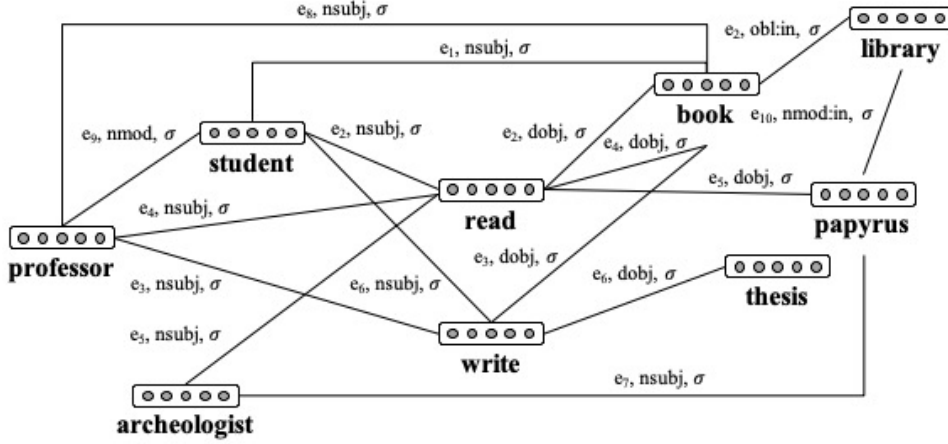 e8, nsubj, σ
e2, obl:in, σ
library
e1, nsubj, σ
book
e10, nmod:in, σ
e9, nmod, σ
student
e2, nsubj, σ
e2, dobj, σ
e4, dobj, σ
e5, dobj, σ
read
papyrus
e4, nsubj, σ
professor
e3, nsubj, σ
e6, nsubj, σ
e3, dobj, σ
e6, dobj, σ
thesis
e5, nsubj, σ
write
e7, nsubj, σ
archeologist